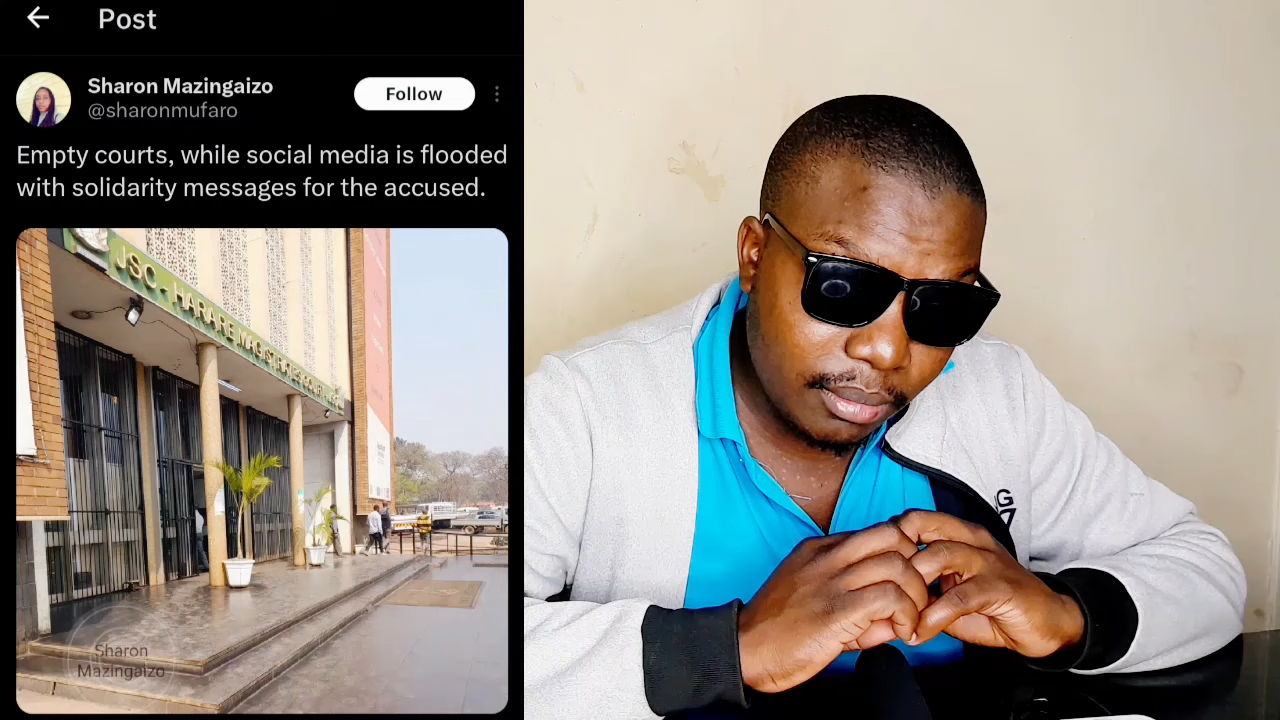 Post
Sharon Mazingaizo
@sharonmufaro
Follow
Empty courts, while social media is flooded
with solidarity messages for the accused.
JSC - HARARE MAGISTRATES COURT
Sharon
Mazingaizo
G
7